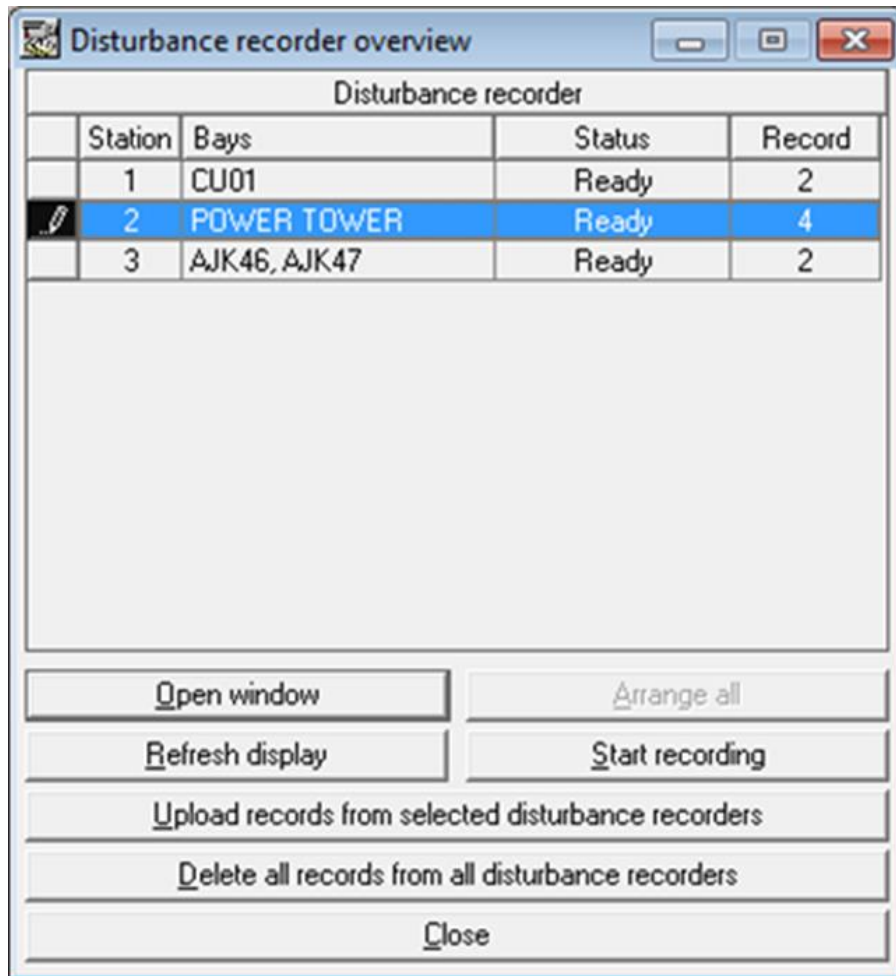 Disturbance recorder overview
Disturbance recorder
Station Bays Status Record
1 CU01 Ready 2
2 POWER TOWER Ready 4
3 AJK46, AJK47 Ready 2
Open window Arrange all
Refresh display Start recording
Upload records from selected disturbance recorders
Delete all records from all disturbance recorders
Close